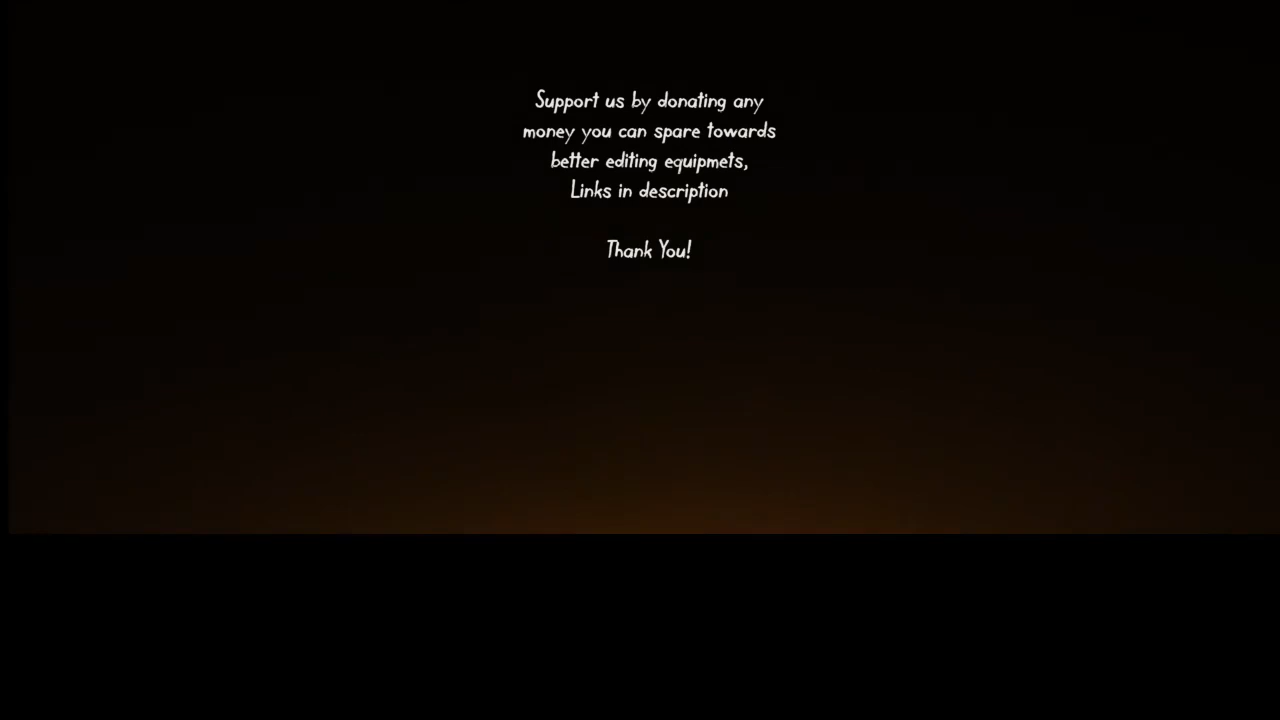 Support us by donating any
money you can spare towards
better editing equipmets,
Links in description
Thank You!